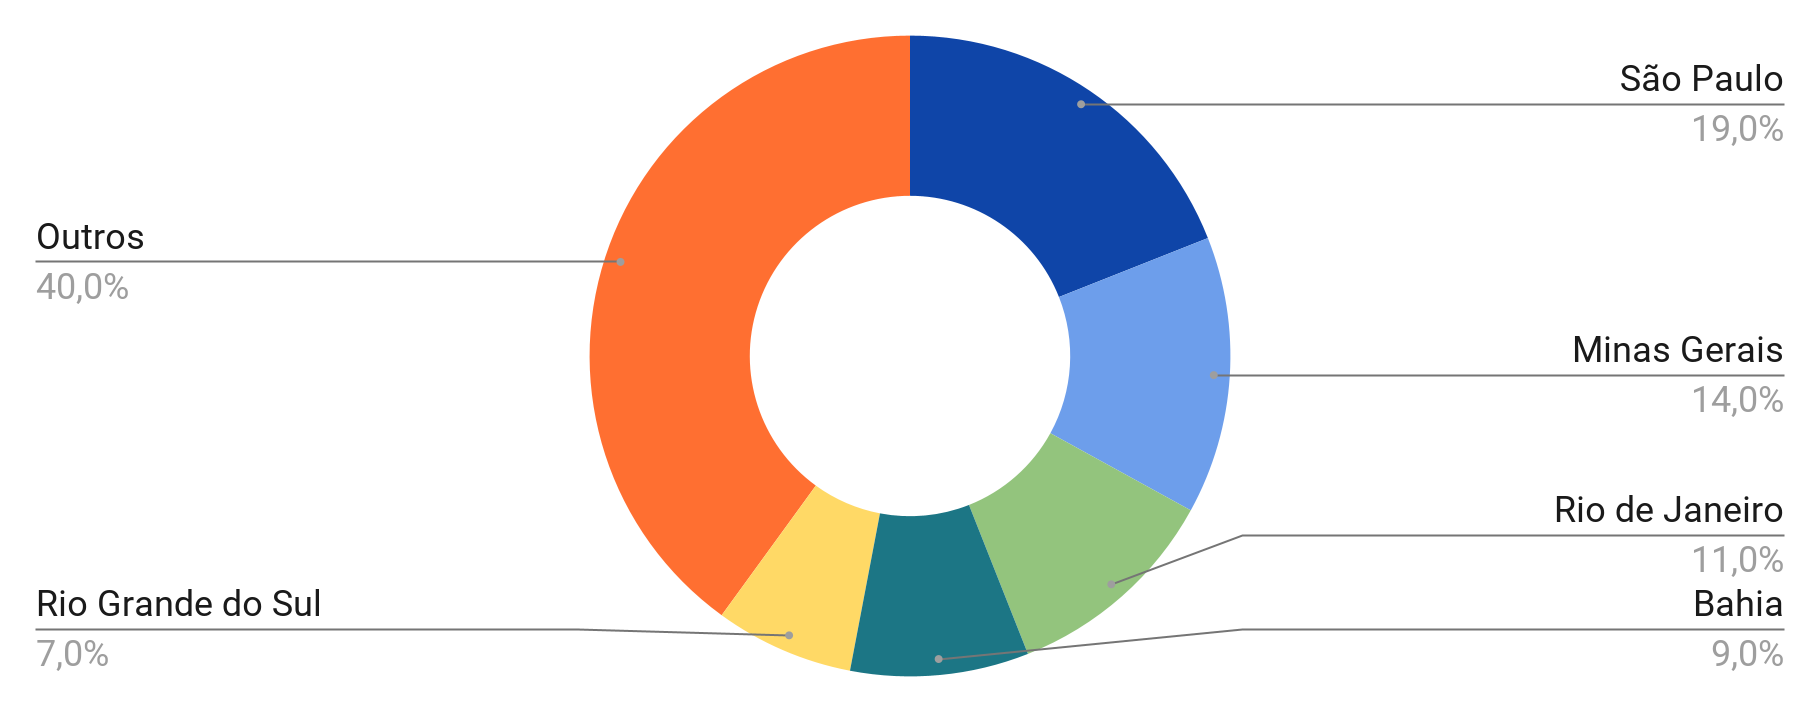 São Paulo
19,0%
Minas Gerais
14,0%
Rio de Janeiro
11,0%
Bahia
9,0%
Rio Grande do Sul
7,0%
Outros
40,0%